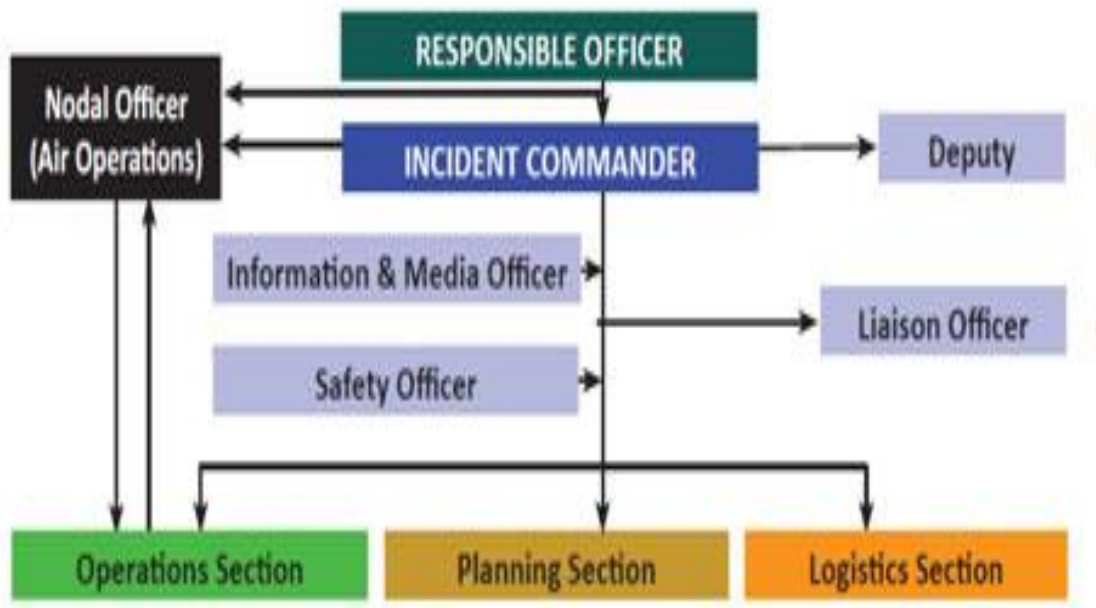 RESPONSIBLE OFFICER
Nodal Officer
(Air Operations)
INCIDENT COMMANDER
Deputy
Information & Media Officer
Liaison Officer
Safety Officer
Operations Section
Planning Section
Logistics Section